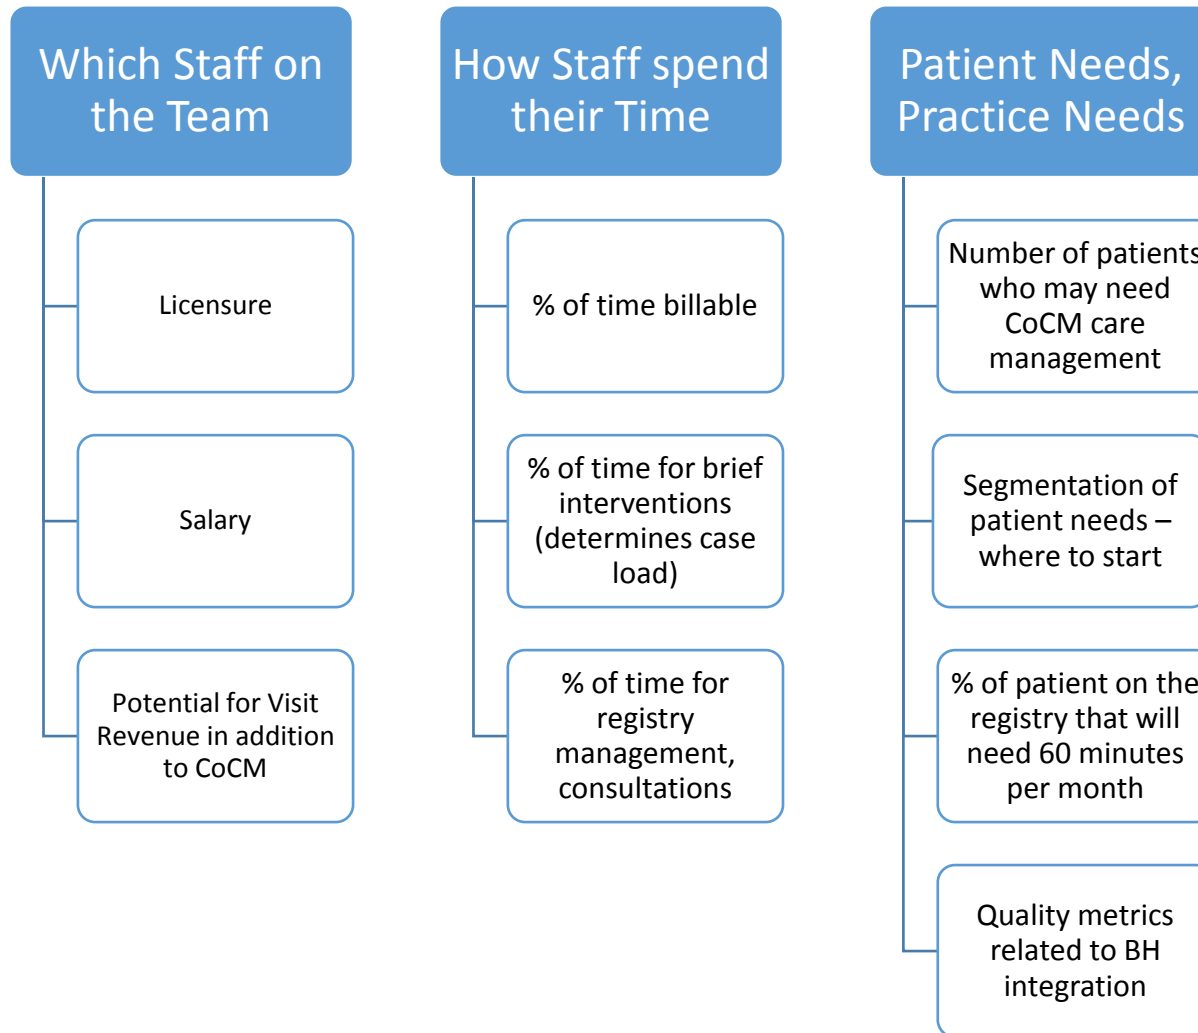 Which Staff on
the Team
Licensure
Salary
Potential for Visit
Revenue in addition
to CoCM
How Staff spend
their Time
% of time billable
% of time for brief
interventions
(determines case
load)
% of time for
registry
management,
consultations
Patient Needs,
Practice Needs
Number of patients
who may need
CoCM care
management
Segmentation of
patient needs –
where to start
% of patient on the
registry that will
need 60 minutes
per month
Quality metrics
related to BH
integration